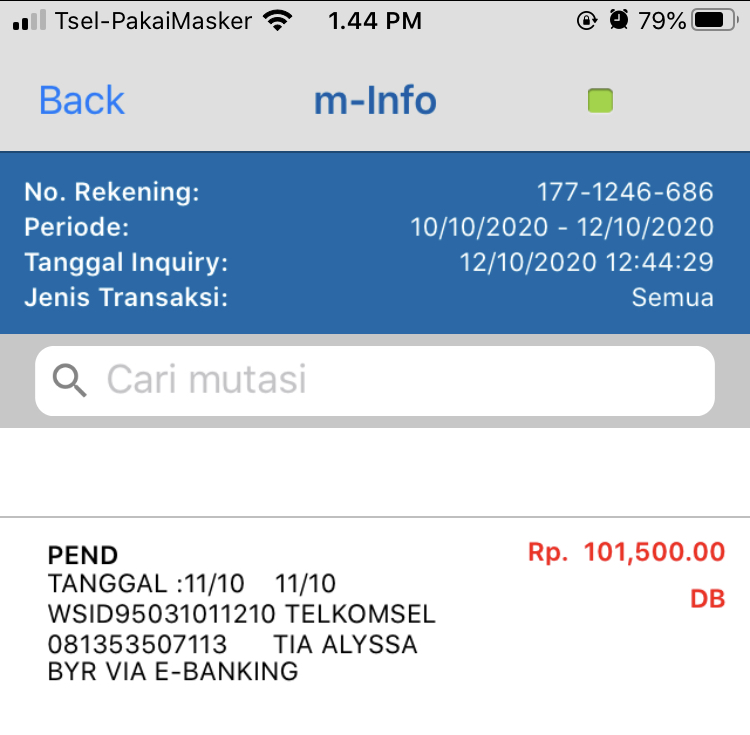 Tsel-PakaiMasker 1.44 PM 79%
Back m-Info
No. Rekening: 177-1246-686
Periode: 10/10/2020 - 12/10/2020
Tanggal Inquiry: 12/10/2020 12:44:29
Jenis Transaksi: Semua
Cari mutasi
PEND Rp. 101,500.00
TANGGAL :11/10 11/10 DB
WSID95031011210 TELKOMSEL
081353507113 TIA ALYSSA
BYR VIA E-BANKING